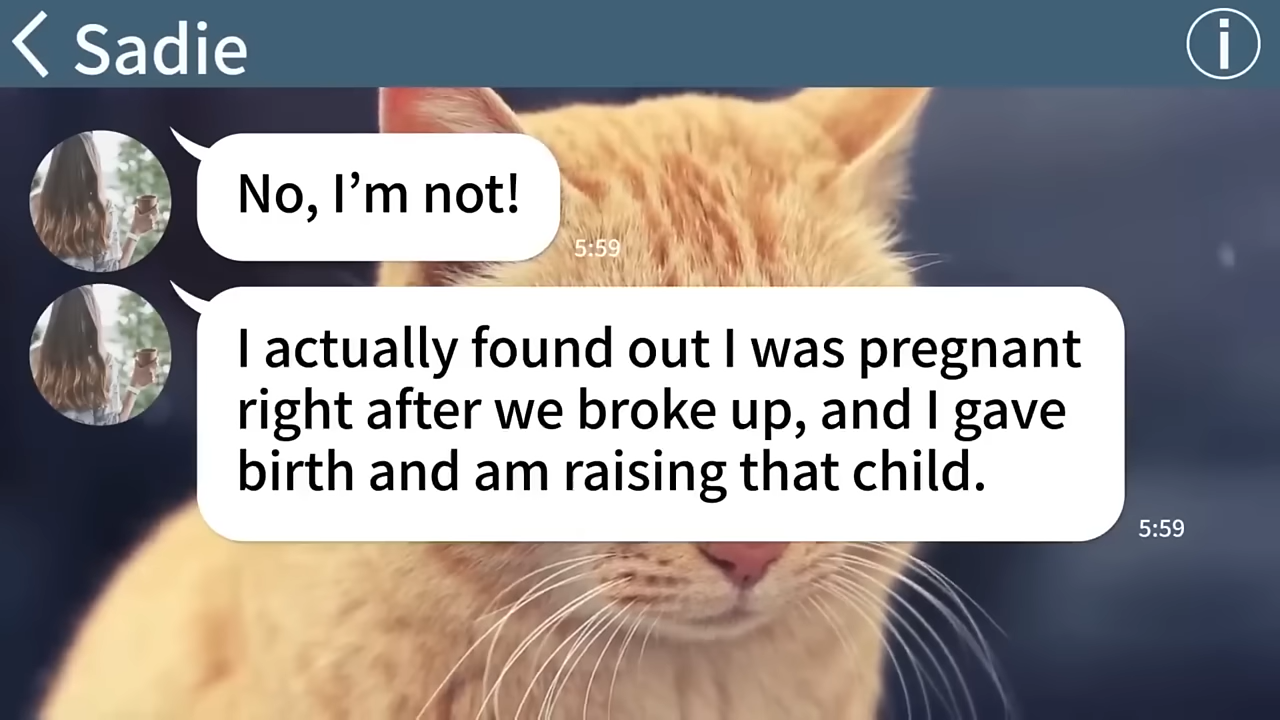 Sadie
i
No, I’m not!
5:59
I actually found out I was pregnant
right after we broke up, and I gave
birth and am raising that child.
5:59